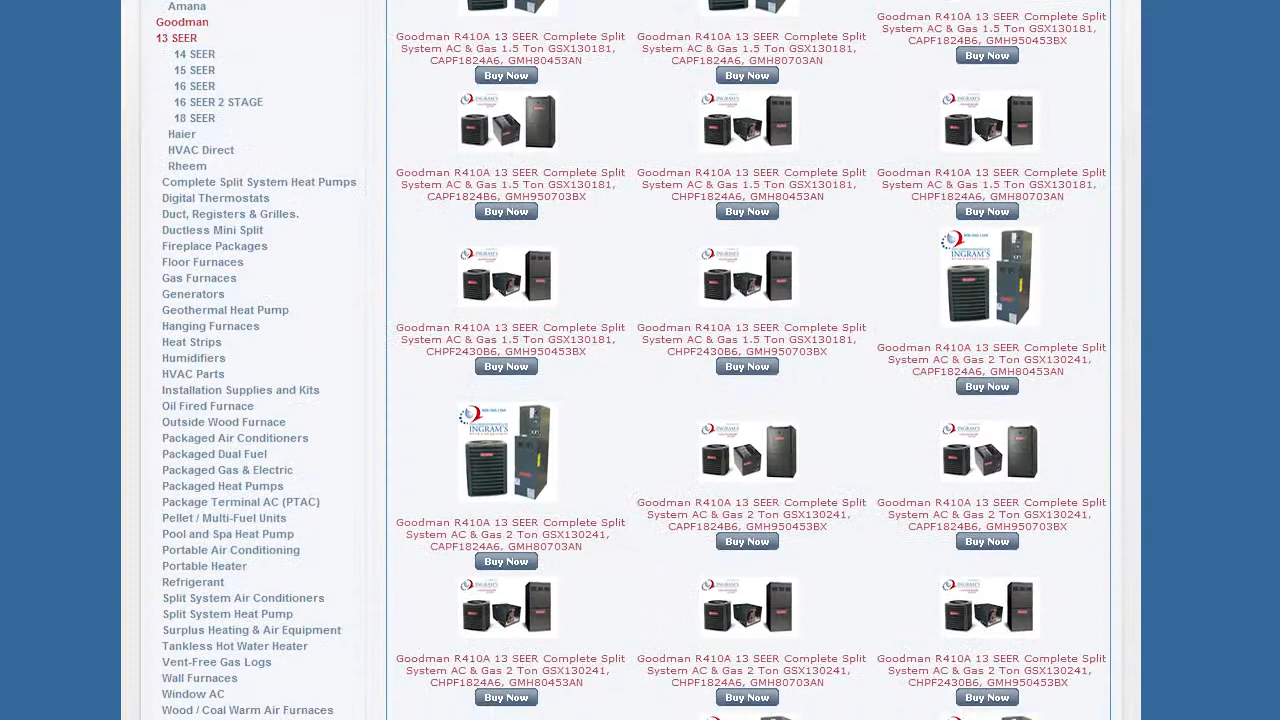 Amana
Goodman
13 SEER
14 SEER
15 SEER
16 SEER
16 SEER 2 STAGE
18 SEER
Haier
HVAC Direct
Rheem
Complete Split System Heat Pumps
Digital Thermostats
Duct, Registers & Grilles.
Ductless Mini Split
Fireplace Packages
Floor Furnaces
Gas Furnaces
Generators
Geothermal Heat Pump
Hanging Furnaces
Heat Strips
Humidifiers
HVAC Parts
Installation Supplies and Kits
Oil Fired Furnace
Outside Wood Furnace
Packaged Air Conditioners
Packaged Dual Fuel
Packaged Gas & Electric
Packaged Heat Pumps
Package Terminal AC (PTAC)
Pellet / Multi-Fuel Units
Pool and Spa Heat Pump
Portable Air Conditioning
Portable Heater
Refrigerant
Split System Air Conditioners
Split System Heat Pump
Surplus Heating & Air Equipment
Tankless Hot Water Heater
Vent-Free Gas Logs
Wall Furnaces
Window AC
Wood / Coal Warm Air Furnaces
Goodman R410A 13 SEER Complete Split
System AC & Gas 1.5 Ton GSX130181,
CAPF1824A6, GMH80453AN
Buy Now
Goodman R410A 13 SEER Complete Split
System AC & Gas 1.5 Ton GSX130181,
CAPF1824A6, GMH80703AN
Buy Now
Goodman R410A 13 SEER Complete Split
System AC & Gas 1.5 Ton GSX130181,
CAPF1824B6, GMH950453BX
Buy Now
INGRAM'S
Goodman R410A 13 SEER Complete Split
System AC & Gas 1.5 Ton GSX130181,
CAPF1824B6, GMH950703BX
Buy Now
INGRAM'S
Goodman R410A 13 SEER Complete Split
System AC & Gas 1.5 Ton GSX130181,
CHPF1824A6, GMH80453AN
Buy Now
INGRAM'S
Goodman R410A 13 SEER Complete Split
System AC & Gas 1.5 Ton GSX130181,
CHPF1824A6, GMH80703AN
Buy Now
INGRAM'S
Goodman R410A 13 SEER Complete Split
System AC & Gas 1.5 Ton GSX130181,
CHPF2430B6, GMH950453BX
Buy Now
INGRAM'S
Goodman R410A 13 SEER Complete Split
System AC & Gas 1.5 Ton GSX130181,
CHPF2430B6, GMH950703BX
Buy Now
INGRAM'S
Goodman R410A 13 SEER Complete Split
System AC & Gas 2 Ton GSX130241,
CAPF1824A6, GMH80453AN
Buy Now
INGRAM'S
Goodman R410A 13 SEER Complete Split
System AC & Gas 2 Ton GSX130241,
CAPF1824A6, GMH80703AN
Buy Now
INGRAM'S
Goodman R410A 13 SEER Complete Split
System AC & Gas 2 Ton GSX130241,
CAPF1824B6, GMH950453BX
Buy Now
INGRAM'S
Goodman R410A 13 SEER Complete Split
System AC & Gas 2 Ton GSX130241,
CAPF1824B6, GMH950703BX
Buy Now
INGRAM'S
Goodman R410A 13 SEER Complete Split
System AC & Gas 2 Ton GSX130241,
CHPF1824A6, GMH80453AN
Buy Now
INGRAM'S
Goodman R410A 13 SEER Complete Split
System AC & Gas 2 Ton GSX130241,
CHPF1824A6, GMH80703AN
Buy Now
INGRAM'S
Goodman R410A 13 SEER Complete Split
System AC & Gas 2 Ton GSX130241,
CHPF2430B6, GMH950453BX
Buy Now